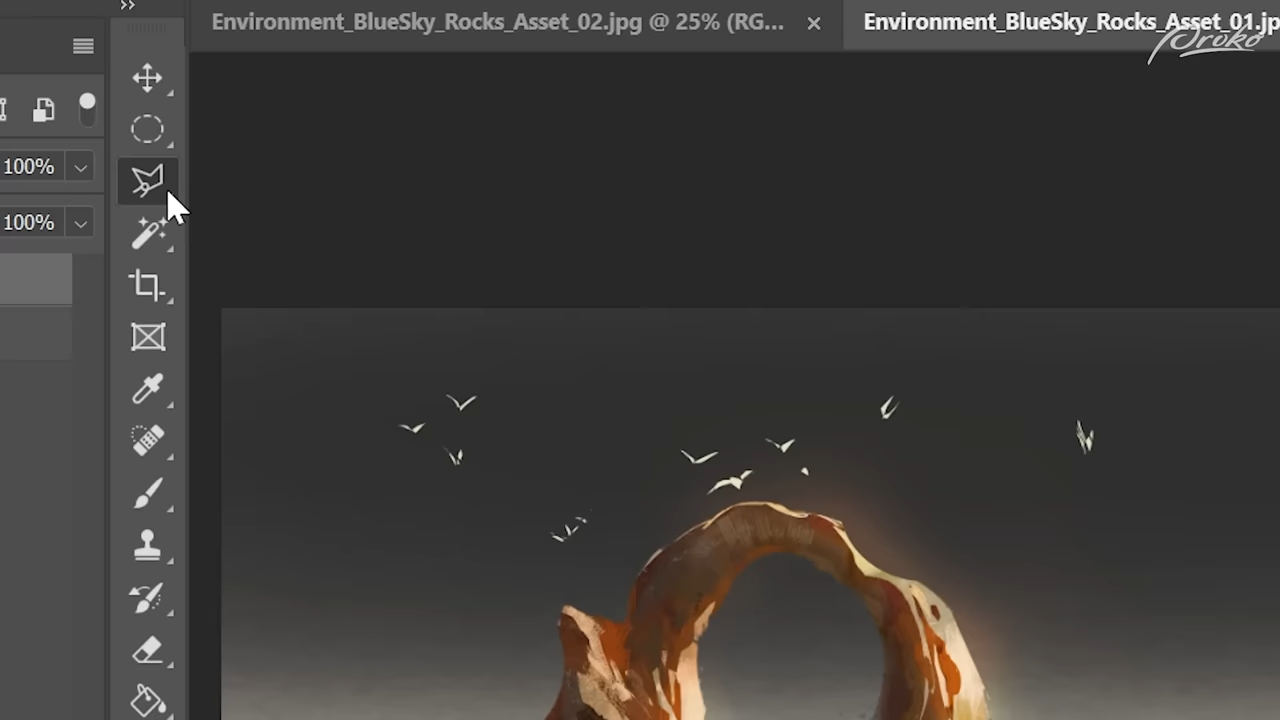 Environment_BlueSky_Rocks_Asset_02.jpg @ 25% (RG...
Environment_BlueSky_Rocks_Asset_01.jp
Proko
100%
100%